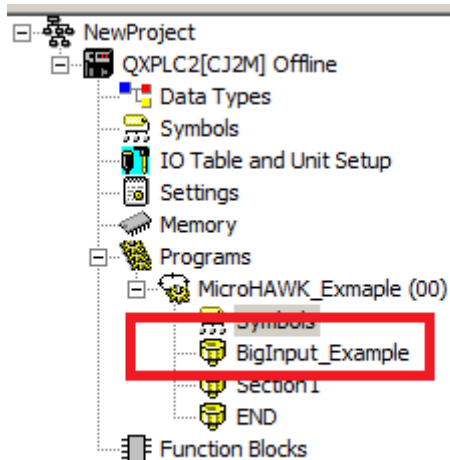 NewProject
QXPLC2[CJ2M] Offline
Data Types
Symbols
IO Table and Unit Setup
Settings
Memory
Programs
MicroHAWK_Exmaple (00)
Symbols
BigInput_Example
Section1
END
Function Blocks